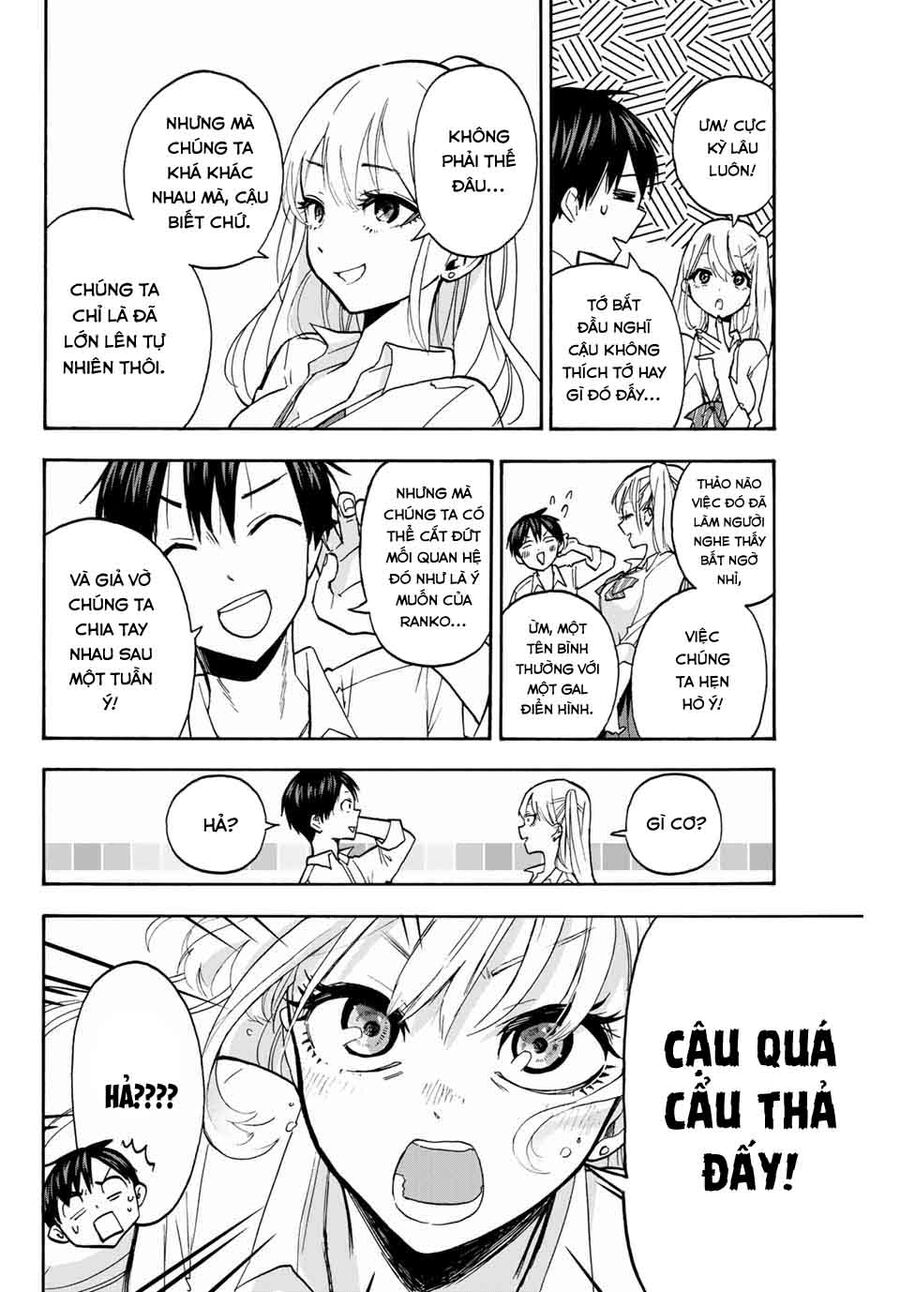 ƯM! CỰC
KỲ LÂU
LUÔN!
TỚ BẮT
ĐẦU NGHĨ
CẬU KHÔNG
THÍCH TỚ HAY
GÌ ĐÓ ĐẤY...
KHÔNG
PHẢI THẾ
ĐÂU...
NHƯNG MÀ
CHÚNG TA
KHÁ KHÁC
NHAU MÀ, CẬU
BIẾT CHỨ.
CHÚNG TA
CHỈ LÀ ĐÃ
LỚN LÊN TỰ
NHIÊN THÔI.
THẢO NÀO
VIỆC ĐÓ ĐÃ
LÀM NGƯỜI
NGHE THẤY
BẤT NGỜ
NHỈ,
VIỆC
CHÚNG
TA HẸN
HÒ Ý!
ỪM, MỘT
TÊN BÌNH
THƯỜNG VỚI
MỘT GAL
ĐIỂN HÌNH.
NHƯNG MÀ
CHÚNG TA CÓ
THỂ CẮT ĐỨT
MỐI QUAN HỆ
ĐÓ NHƯ LÀ Ý
MUỐN CỦA
RANKO...
VÀ GIẢ VỜ
CHÚNG TA
CHIA TAY
NHAU SAU
MỘT TUẦN
Ý!
GÌ CƠ?
HẢ?
CẬU QUÁ
CẨU THẢ
ĐẤY!
HẢ????